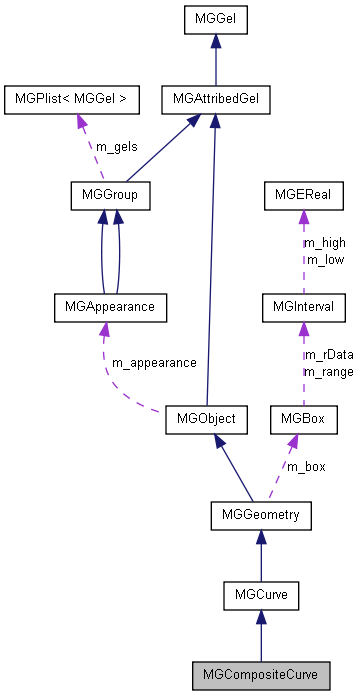 MGGel
MGPlist< MGGel >
MGAttribedGel
m_gels
MGGroup
MGEReal
m_high
m_low
MGAppearance
MGInterval
m_appearance
m_rData
m_range
MGObject
MGBox
m_box
MGGeometry
MGCurve
MGCompositeCurve